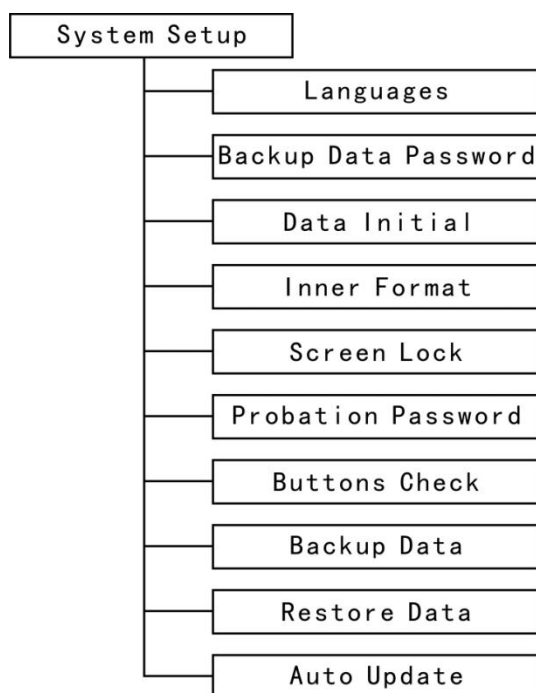 System Setup
Languages
Backup Data Password
Data Initial
Inner Format
Screen Lock
Probation Password
Buttons Check
Backup Data
Restore Data
Auto Update